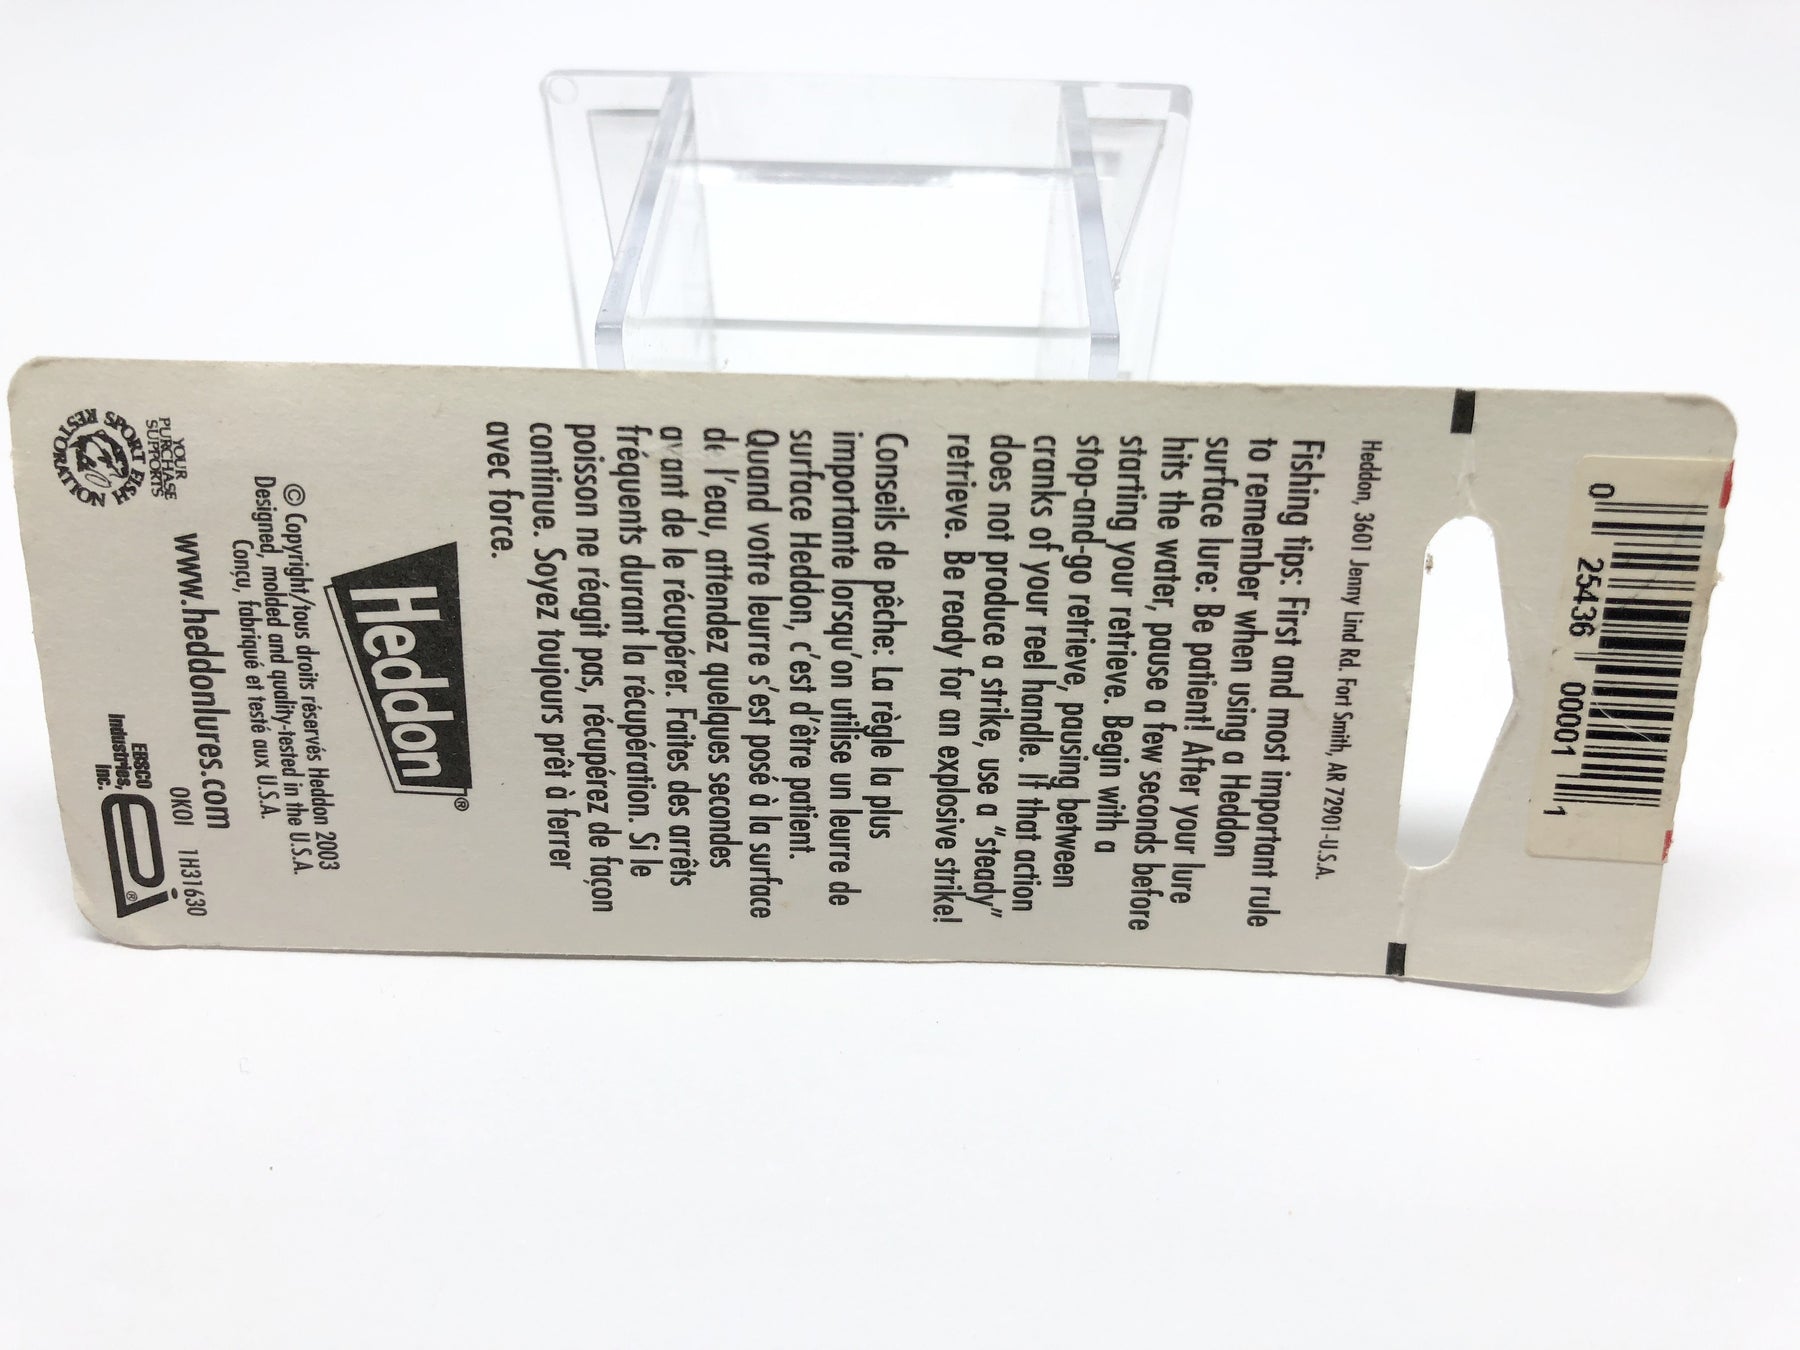 0 25436 00001 1
Heddon, 3601 Jenny Lind Rd. Fort Smith, AR 72901-U.S.A.
Fishing tips: First and most important rule
to remember when using a Heddon
surface lure: Be patient! After your lure
hits the water, pause a few seconds before
starting your retrieve. Begin with a
stop-and-go retrieve, pausing between
cranks of your reel handle. If that action
does not produce a strike, use a "steady"
retrieve. Be ready for an explosive strike!
Conseils de pêche: La règle la plus
importante lorsqu'on utilise un leurre de
surface Heddon, c'est d'être patient.
Quand votre leurre s'est posé à la surface
de l'eau, attendez quelques secondes
avant de le récupérer. Faites des arrêts
fréquents durant la récupération. Si le
poisson ne réagit pas, récupérez de façon
continue. Soyez toujours prêt à ferrer
avec force.
Heddon®
© Copyright/tous droits réservés Heddon 2003
Designed, molded and quality-tested in the U.S.A.
Conçu, fabriqué et testé aux U.S.A.
www.heddonlures.com
OKOI 1H31630
YOUR
PURCHASE
SUPPORTS
SPORT FISH
RESTORATION
EBSCO
Industries,
Inc.
®